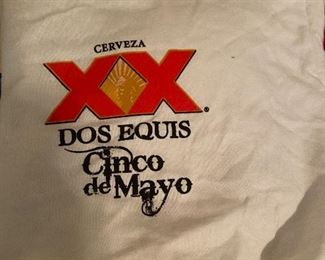 CERVEZA
XX®
DOS EQUIS
Cinco
de Mayo